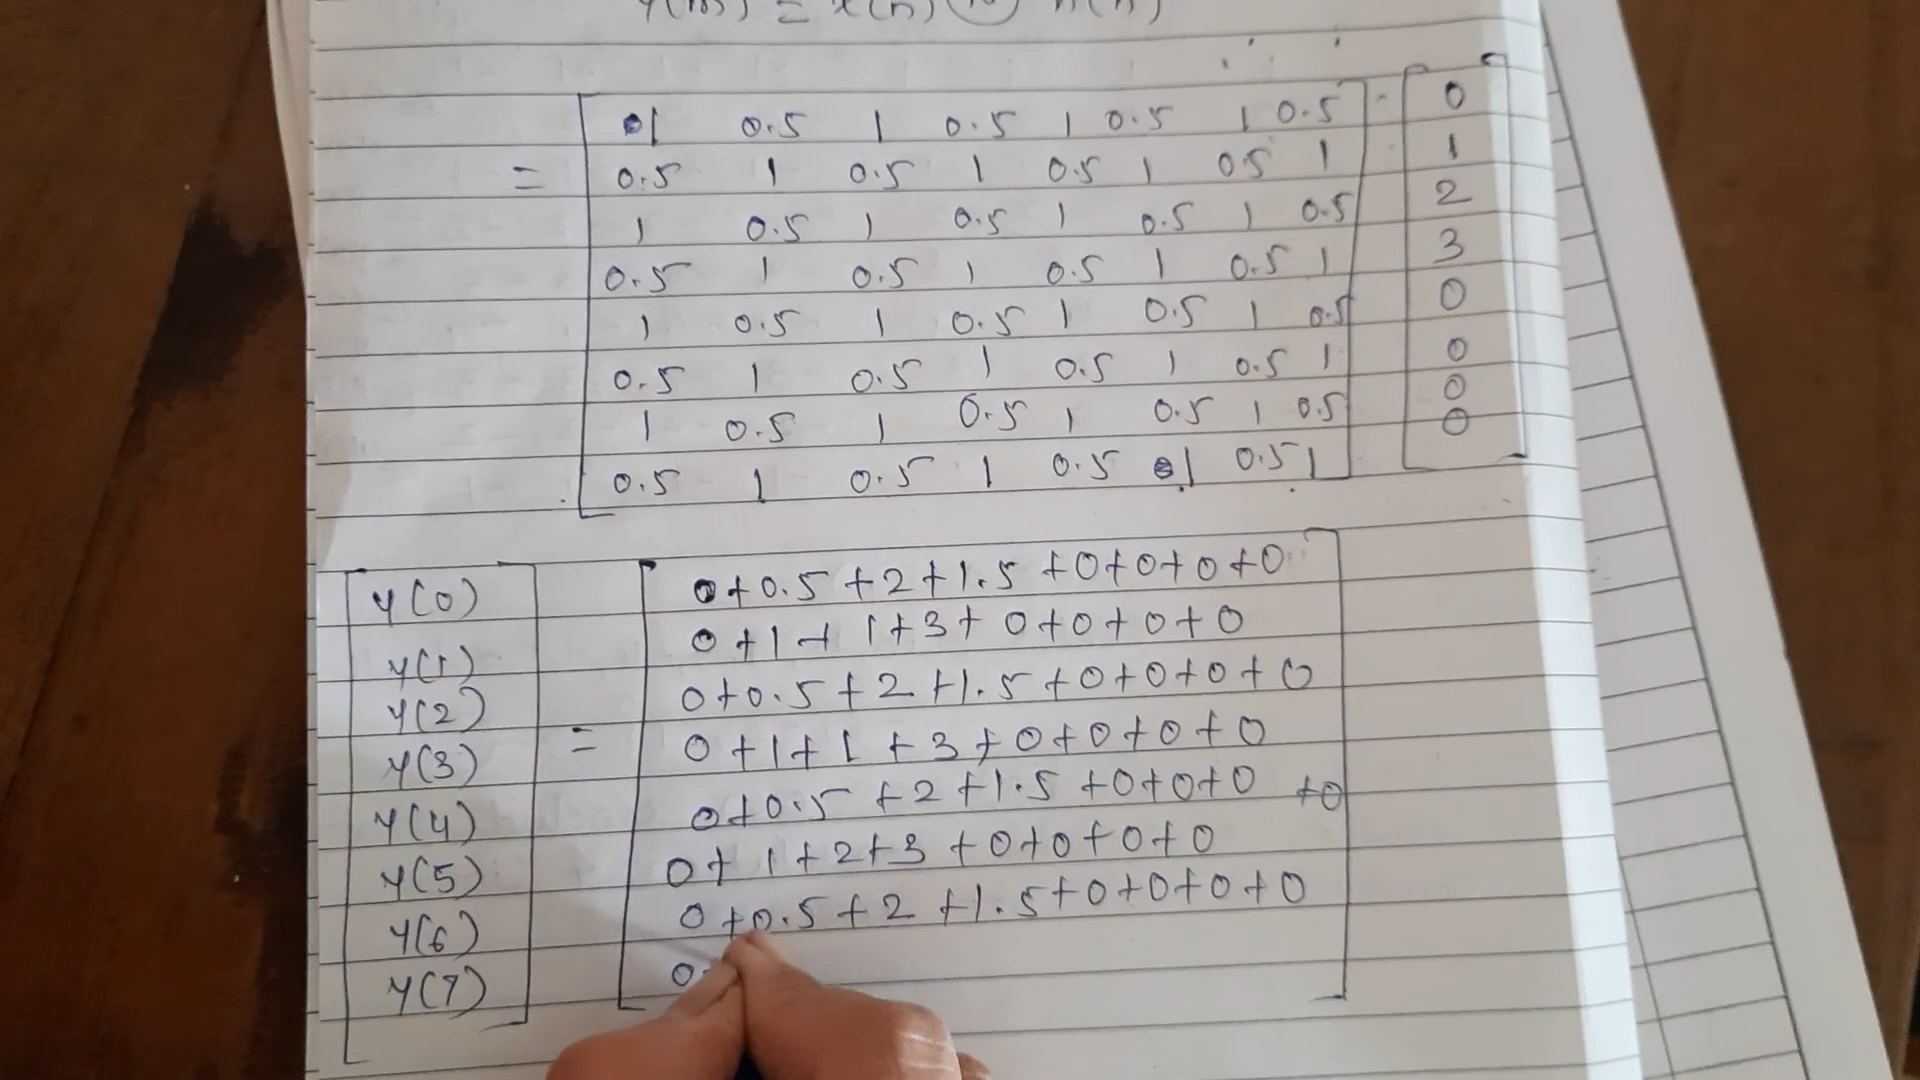 y(n) = x(n) N h(n)
1 0.5 1 0.5 1 0.5 1 0.5 0
= 0.5 1 0.5 1 0.5 1 0.5 1 1
1 0.5 1 0.5 1 0.5 1 0.5 2
0.5 1 0.5 1 0.5 1 0.5 1 3
1 0.5 1 0.5 1 0.5 1 0.5 0
0.5 1 0.5 1 0.5 1 0.5 1 0
1 0.5 1 0.5 1 0.5 1 0.5 0
0.5 1 0.5 1 0.5 1 0.5 1 0
y(0) 0+0.5+2+1.5+0+0+0+0
y(1) 0+1+1+3+0+0+0+0
y(2) 0+0.5+2+1.5+0+0+0+0
y(3) = 0+1+1+3+0+0+0+0
y(4) 0+0.5+2+1.5+0+0+0+0
y(5) 0+1+2+3+0+0+0+0
y(6) 0+0.5+2+1.5+0+0+0+0
y(7) 0